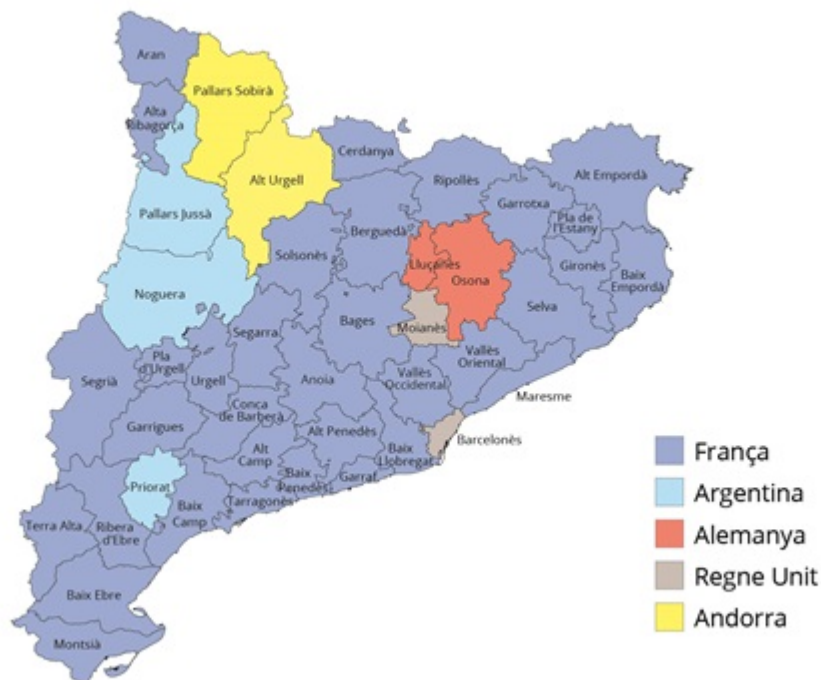 Aran
Pallars Sobirà
Alta
Ribagorça
Cerdanya
Alt Urgell
Ripollès
Alt Empordà
Garrotxa
Pallars Jussà
Pla de
l'Estany
Berguedà
Solsonès
Lluçanès
Osona
Gironès
Baix
Empordà
Noguera
Selva
Bages
Moianès
Segarra
Pla
d'Urgell
Vallès
Oriental
Segrià
Urgell
Anoia
Vallès
Occidental
Maresme
Conca
de Barberà
Garrigues
Alt Penedès
Barcelonès
Alt
Camp
Baix
Llobregat
Baix
Penedès
Garraf
Priorat
Tarragonès
Baix
Camp
Terra Alta
Ribera
d'Ebre
Baix Ebre
Montsià
França
Argentina
Alemanya
Regne Unit
Andorra